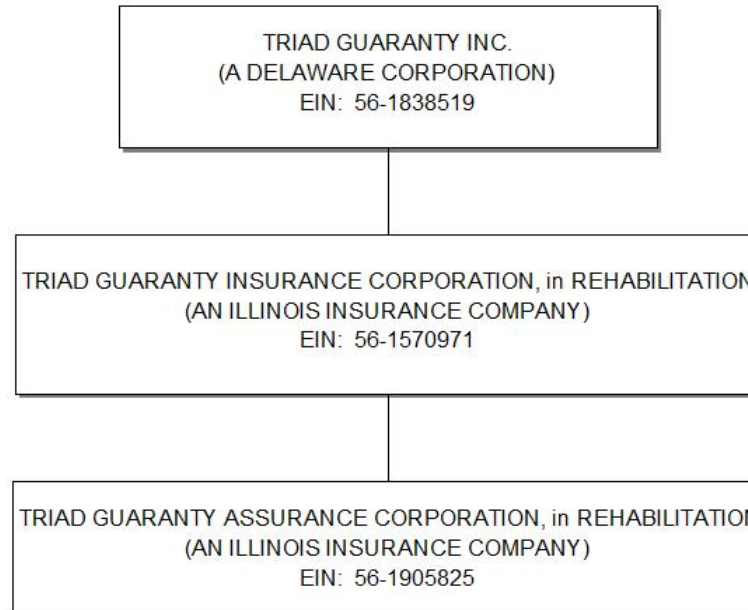 TRIAD GUARANTY INC.
(A DELAWARE CORPORATION)
EIN: 56-1838519
TRIAD GUARANTY INSURANCE CORPORATION, in REHABILITATION
(AN ILLINOIS INSURANCE COMPANY)
EIN: 56-1570971
TRIAD GUARANTY ASSURANCE CORPORATION, in REHABILITATION
(AN ILLINOIS INSURANCE COMPANY)
EIN: 56-1905825